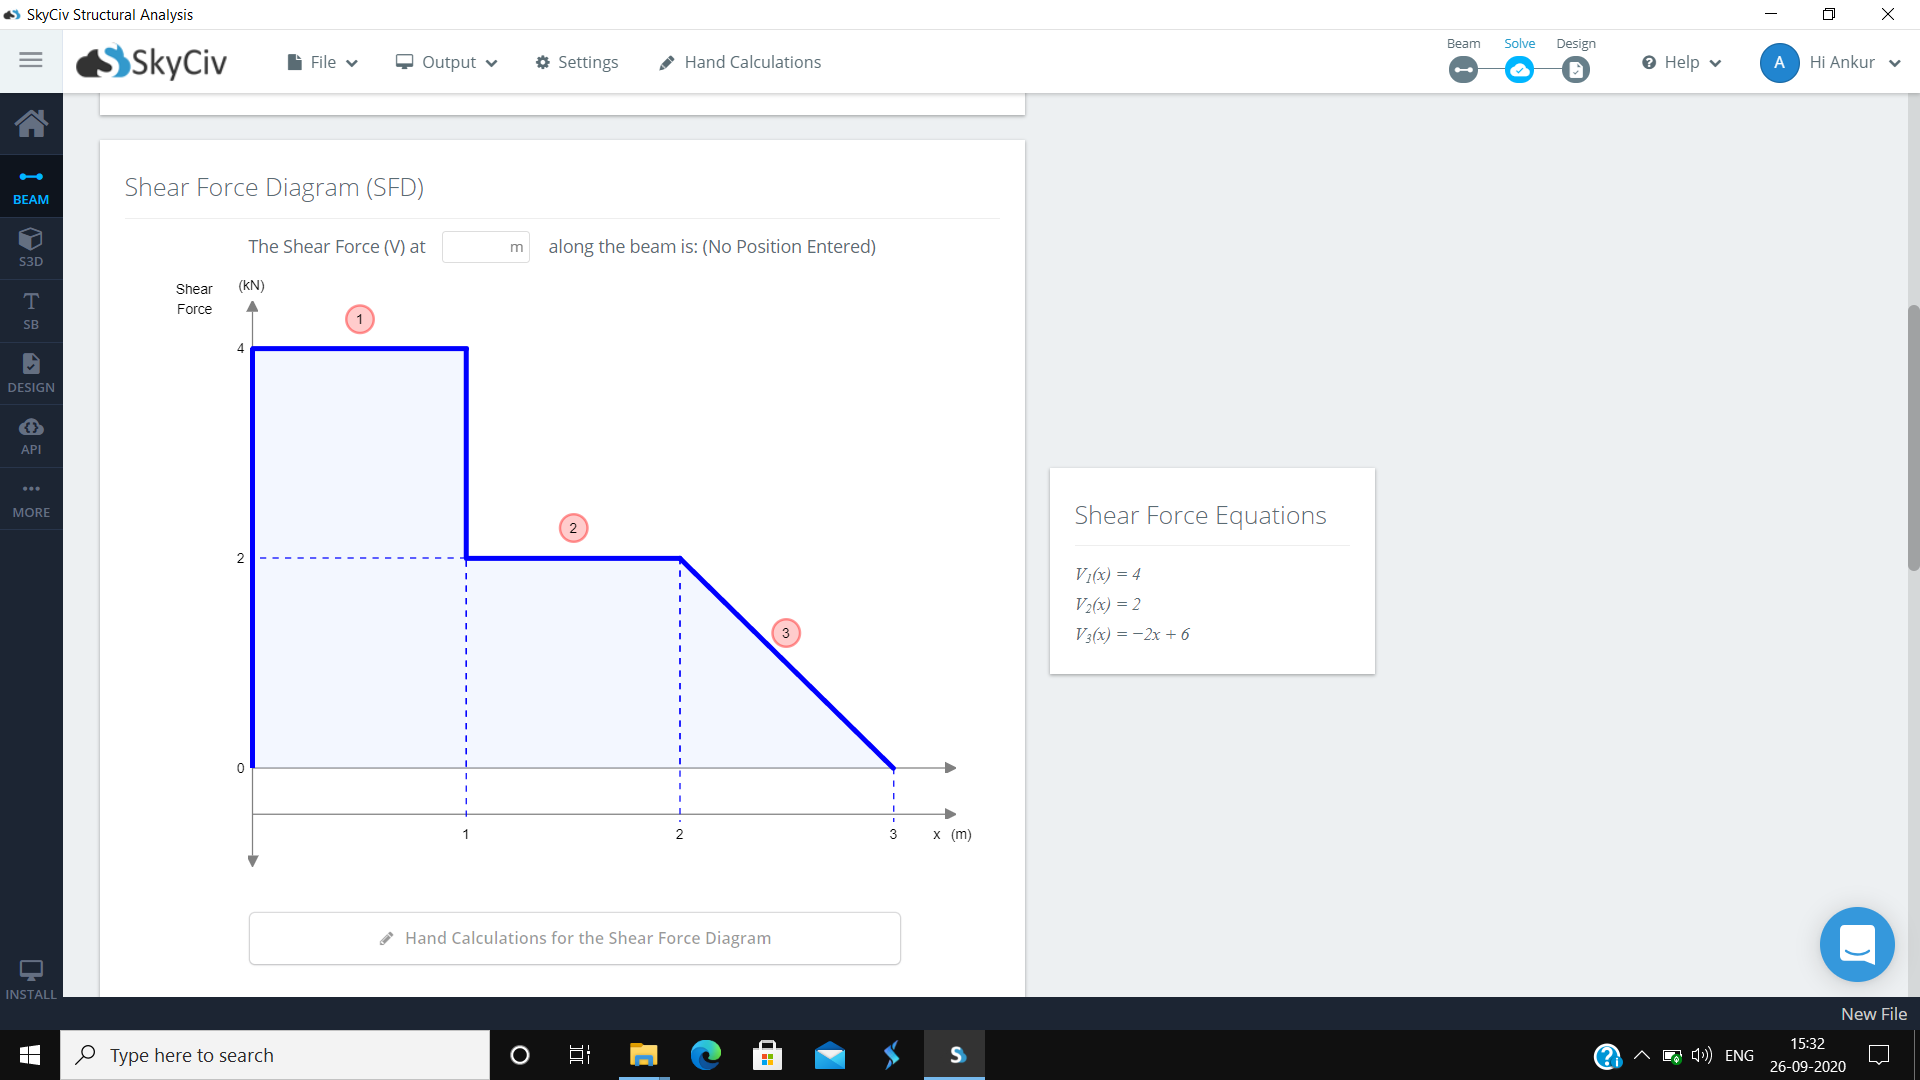 SkyCiv Structural Analysis
SkyCiv
File
Output
Settings
Hand Calculations
Beam
Solve
Design
Help
A
Hi Ankur
BEAM
S3D
T
SB
DESIGN
API
MORE
INSTALL
Shear Force Diagram (SFD)
The Shear Force (V) at m along the beam is: (No Position Entered)
Shear
Force
(kN)
1
4
2
2
3
0
1
2
3
x (m)
Hand Calculations for the Shear Force Diagram
Shear Force Equations
V₁(x) = 4
V₂(x) = 2
V₃(x) = −2x + 6
New File
Type here to search
S
ENG
15:32
26-09-2020